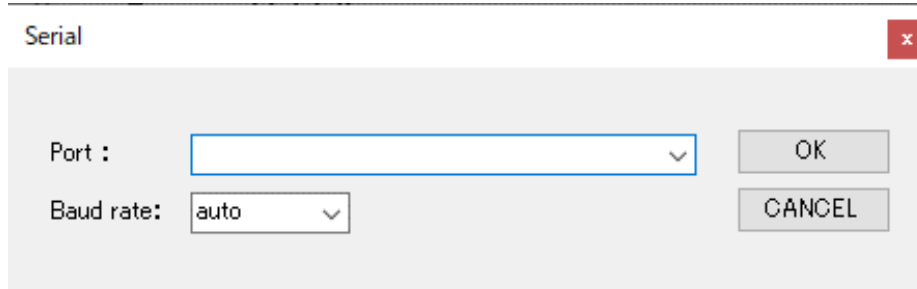 Serial
x
Port :
OK
Baud rate:
auto
CANCEL